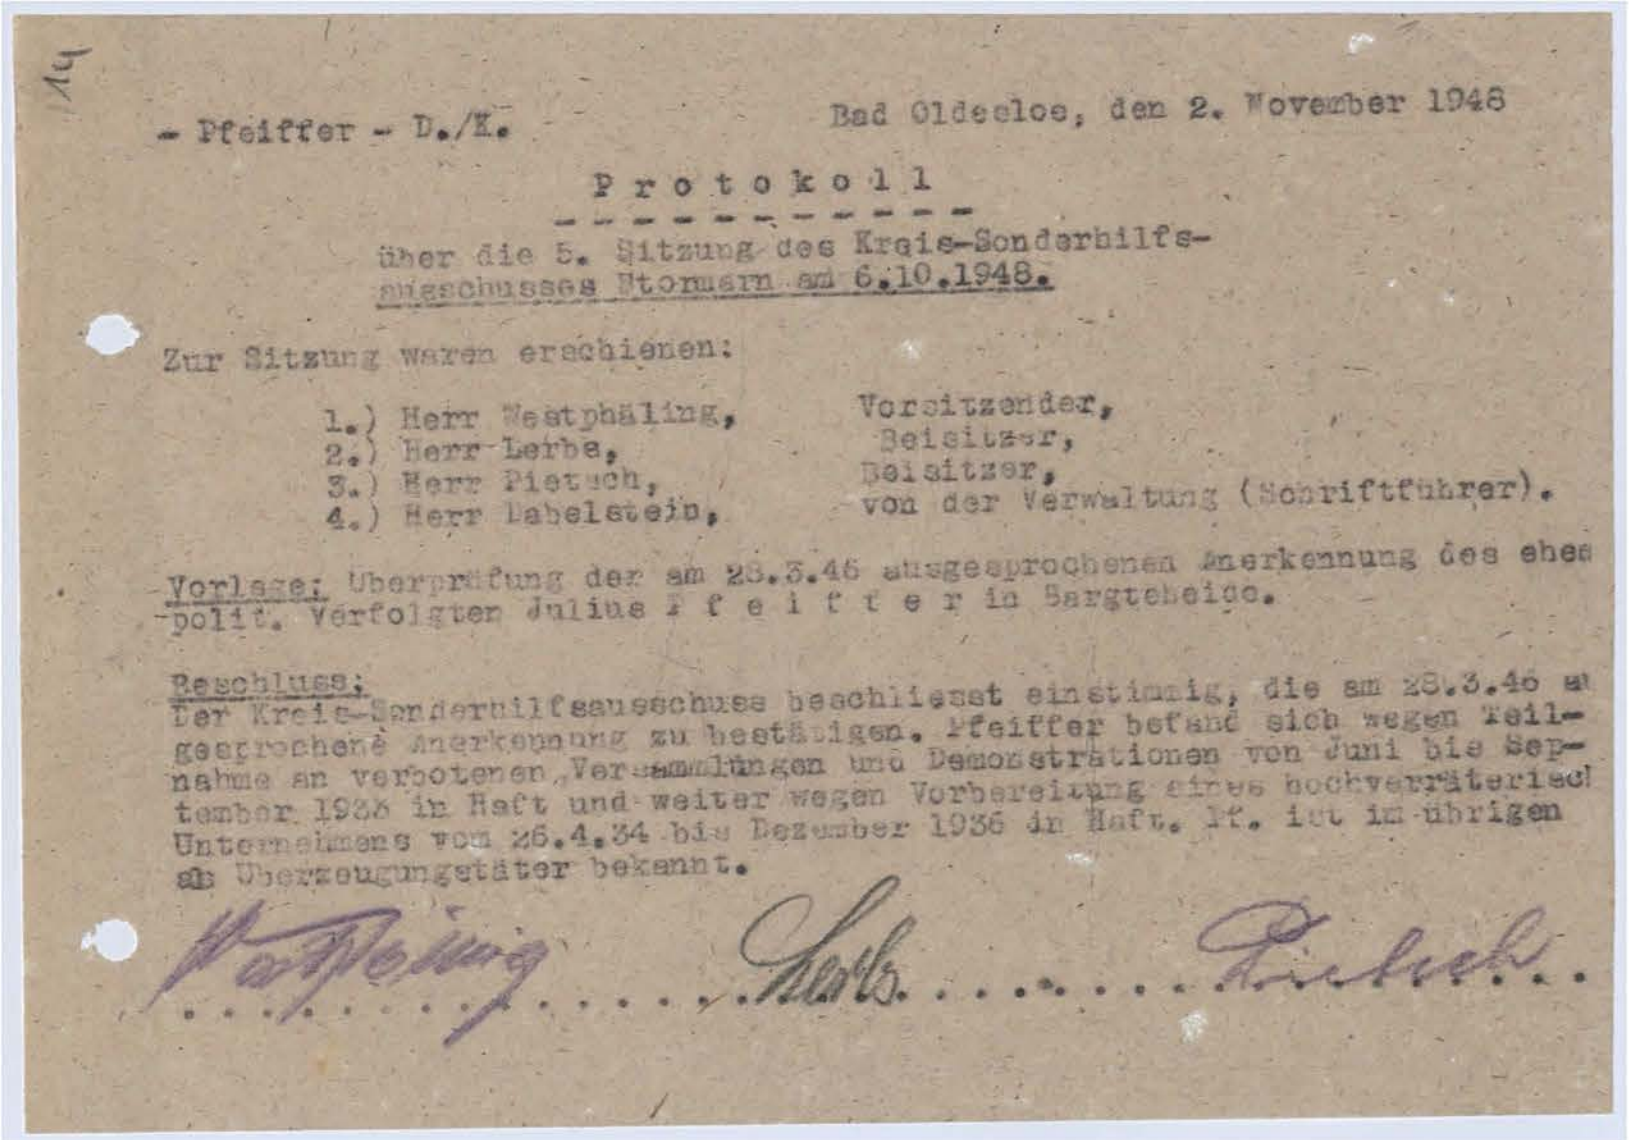 14
- Pfeiffer - D./K.
Bad Oldesloe, den 2. November 1948
P r o t o k o l l
- - - - - - - - - - -
über die 5. Sitzung des Kreis-Sonderhilfs-
ausschusses Stormarn am 6.10.1948.
Zur Sitzung waren erschienen:
1.) Herr Westphäling, Vorsitzender,
2.) Herr Lerbs, Beisitzer,
3.) Herr Pietsch, Beisitzer,
4.) Herr Dabelstein, von der Verwaltung (Schriftführer).
Vorlage: Überprüfung der am 28.3.46 ausgesprochenen Anerkennung des ehem
polit. Verfolgten Julius P f e i f f e r in Bargteheide.
Beschluss:
Der Kreis-Sonderhilfsausschuss beschliesst einstimmig, die am 28.3.46 au
gesprochene Anerkennung zu bestätigen. Pfeiffer befand sich wegen Teil-
nahme an verbotenen Versammlungen und Demonstrationen von Juni bis Sep-
tember in Haft und weiter wegen Vorbereitung eines hochverräterisch
Unternehmens vom 26.4.34 bis Dezember 1936 in Haft. Pf. ist im übrigen
als Überzeugungstäter bekannt.
Westphäling Lerbs Pietsch